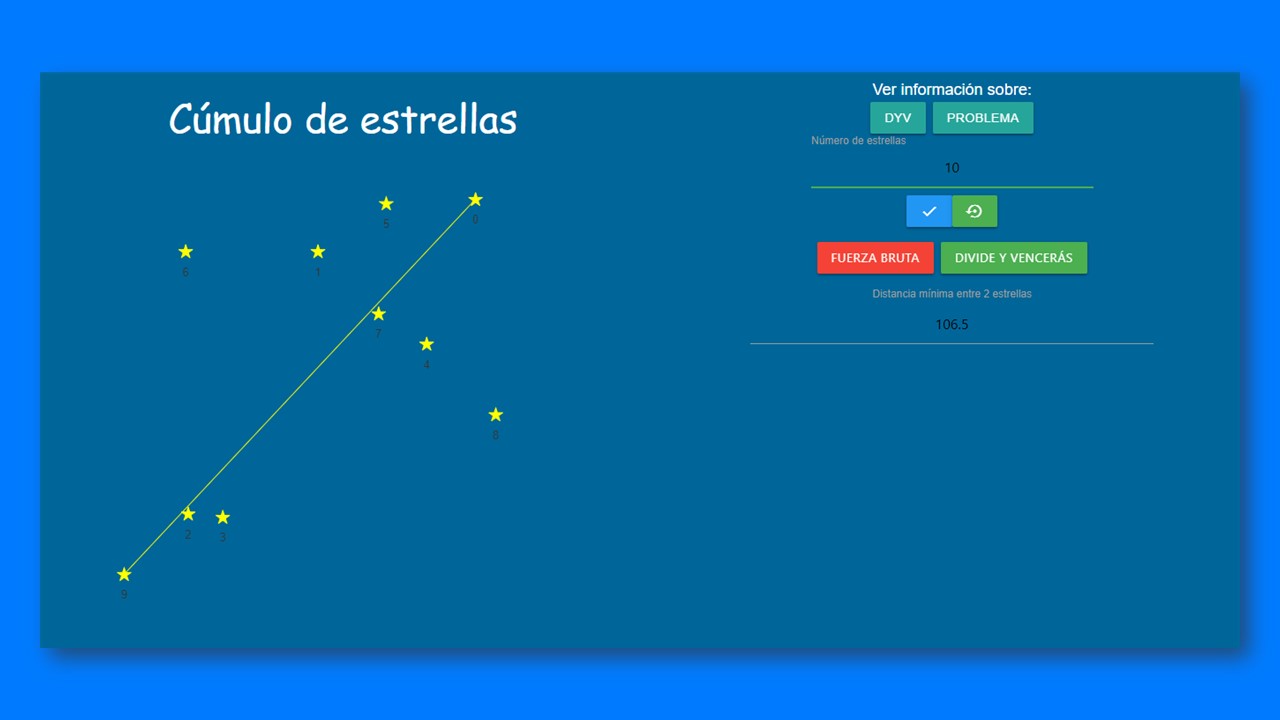 Cúmulo de estrellas
Ver información sobre:
DYV PROBLEMA
Número de estrellas
10
FUERZA BRUTA DIVIDE Y VENCERÁS
Distancia mínima entre 2 estrellas
106.5
5
0
6
1
7
4
8
2
3
9